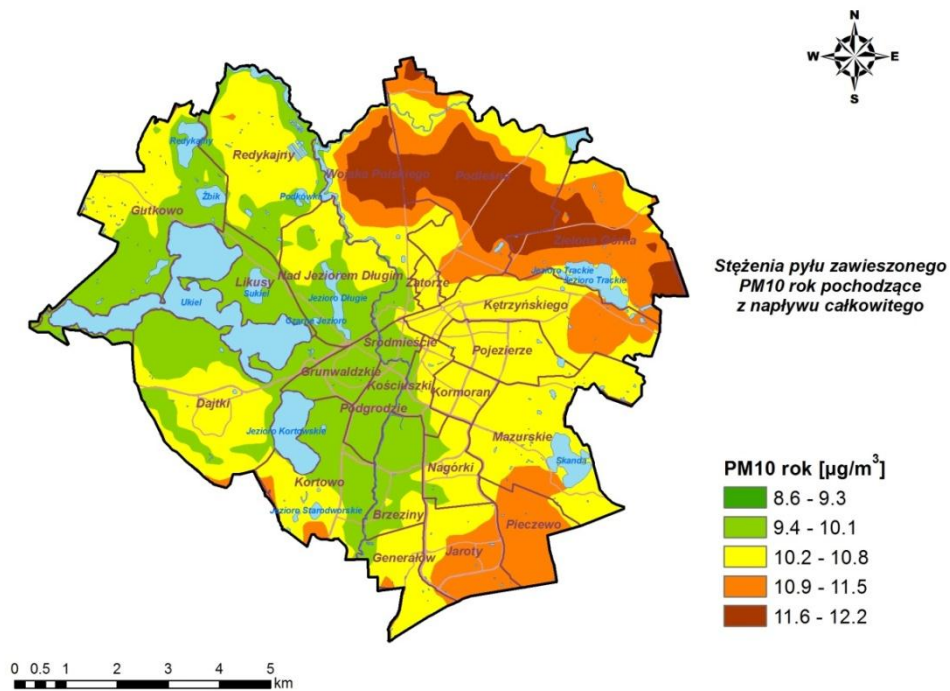 N
W E
S
Redykajny
Redykajny
Wojska Polskiego
Podleśna
Żbik
Podkówka
Gutkowo
Zielona Górka
Likusy
Sukiel
Nad Jeziorem Długim
Zatorze
Jezioro Trackie
Jezioro Trackie
Ukiel
Jezioro Długie
Kętrzyńskiego
Czarne Jezioro
Śródmieście
Pojezierze
Grunwaldzkie
Kościuszki
Kormoran
Dajtki
Podgrodzie
Jezioro Kortowskie
Mazurskie
Skanda
Nagórki
Kortowo
Jezioro Starodworskie
Brzeziny
Pieczewo
Generałów
Jaroty
Stężenia pyłu zawieszonego
PM10 rok pochodzące
z napływu całkowitego
PM10 rok [µg/m³]
8.6 - 9.3
9.4 - 10.1
10.2 - 10.8
10.9 - 11.5
11.6 - 12.2
0 0.5 1 2 3 4 5
km